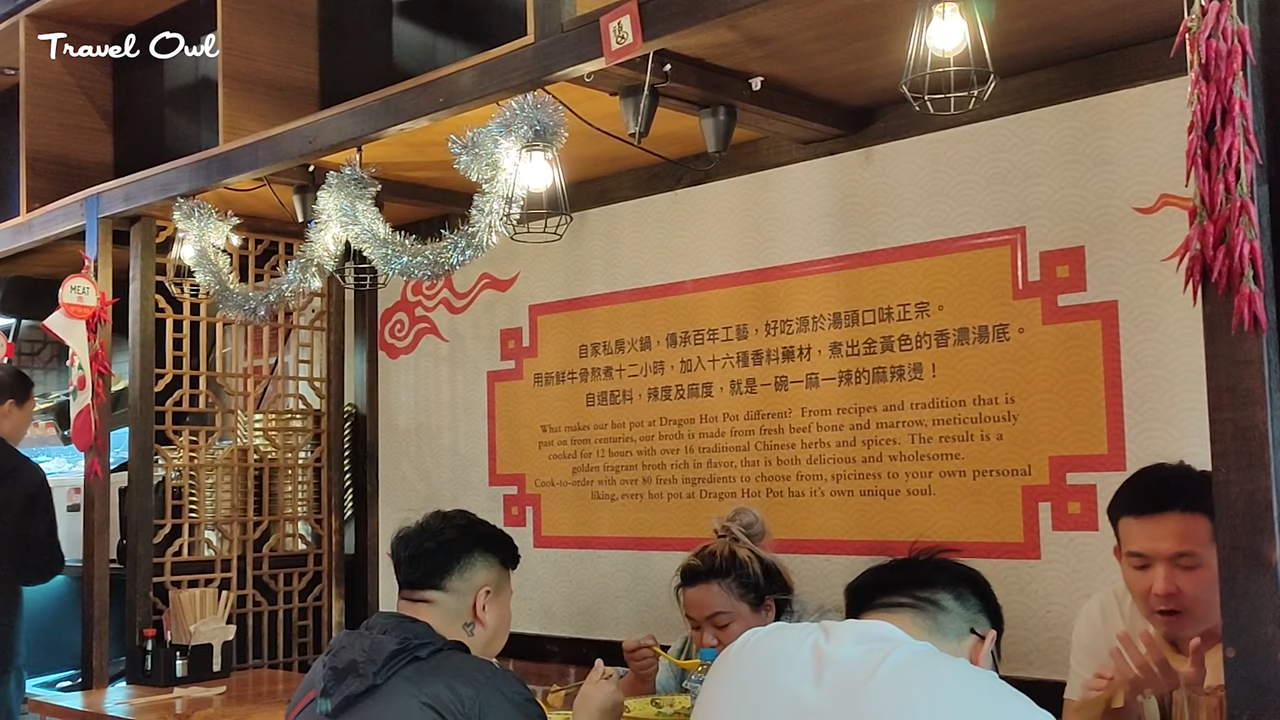 Travel Owl
福
MEAT
自家私房火鍋，傳承百年工藝，好吃源於湯頭口味正宗。
用新鮮牛骨熬煮十二小時，加入十六種香料藥材，煮出金黃色的香濃湯底。
自選配料，辣度及麻度，就是一碗一麻一辣的麻辣燙！
What makes our hot pot at Dragon Hot Pot different? From recipes and tradition that is
past on from centuries, our broth is made from fresh beef bone and marrow, meticulously
cooked for 12 hours with over 16 traditional Chinese herbs and spices. The result is a
golden fragrant broth rich in flavor, that is both delicious and wholesome.
Cook-to-order with over 80 fresh ingredients to choose from, spiciness to your own personal
liking, every hot pot at Dragon Hot Pot has it's own unique soul.